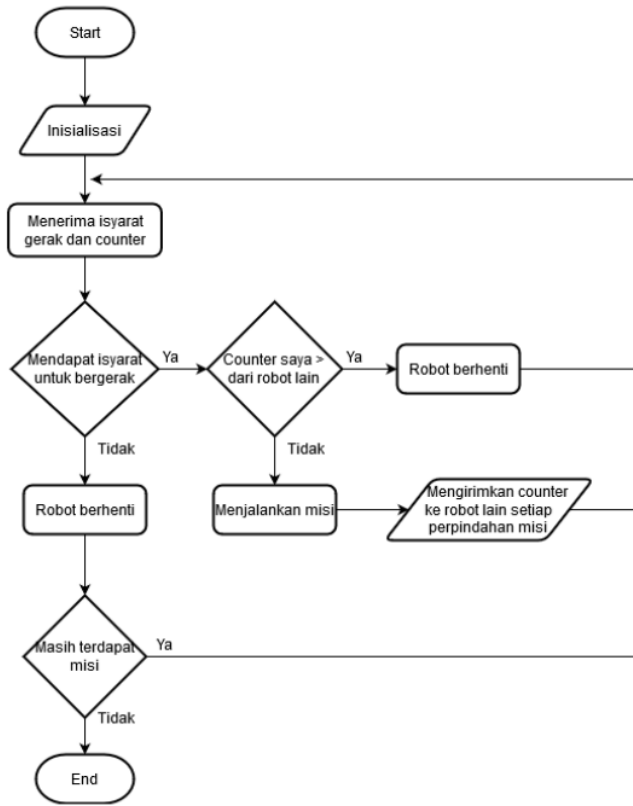 Start
Inisialisasi
Menerima isyarat
gerak dan counter
Mendapat isyarat
untuk bergerak
Ya
Counter saya >
dari robot lain
Ya
Robot berhenti
Tidak
Tidak
Robot berhenti
Menjalankan misi
Mengirimkan counter
ke robot lain setiap
perpindahan misi
Masih terdapat
misi
Ya
Tidak
End